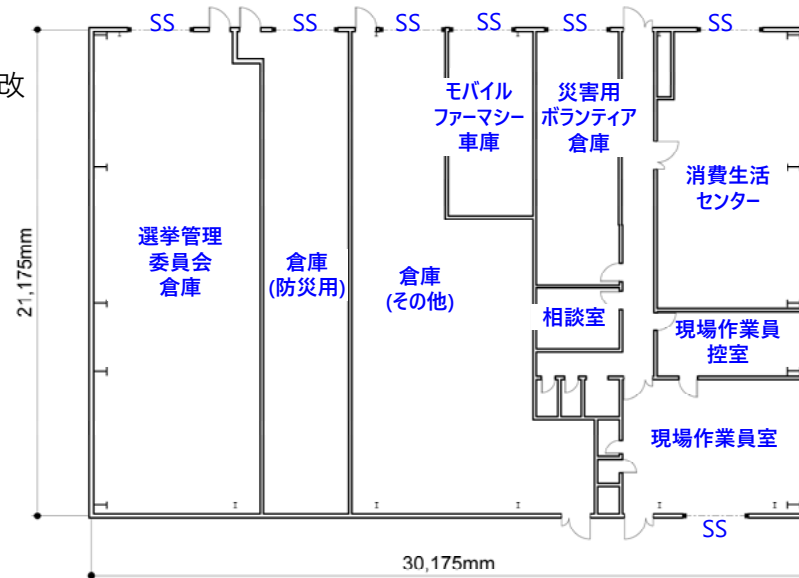 SS
SS
SS
SS
SS
SS
改
モバイル
ファーマシー
車庫
災害用
ボランティア
倉庫
消費生活
センター
選挙管理
委員会
倉庫
倉庫
(防災用)
倉庫
(その他)
相談室
現場作業員
控室
現場作業員室
SS
21,175mm
30,175mm